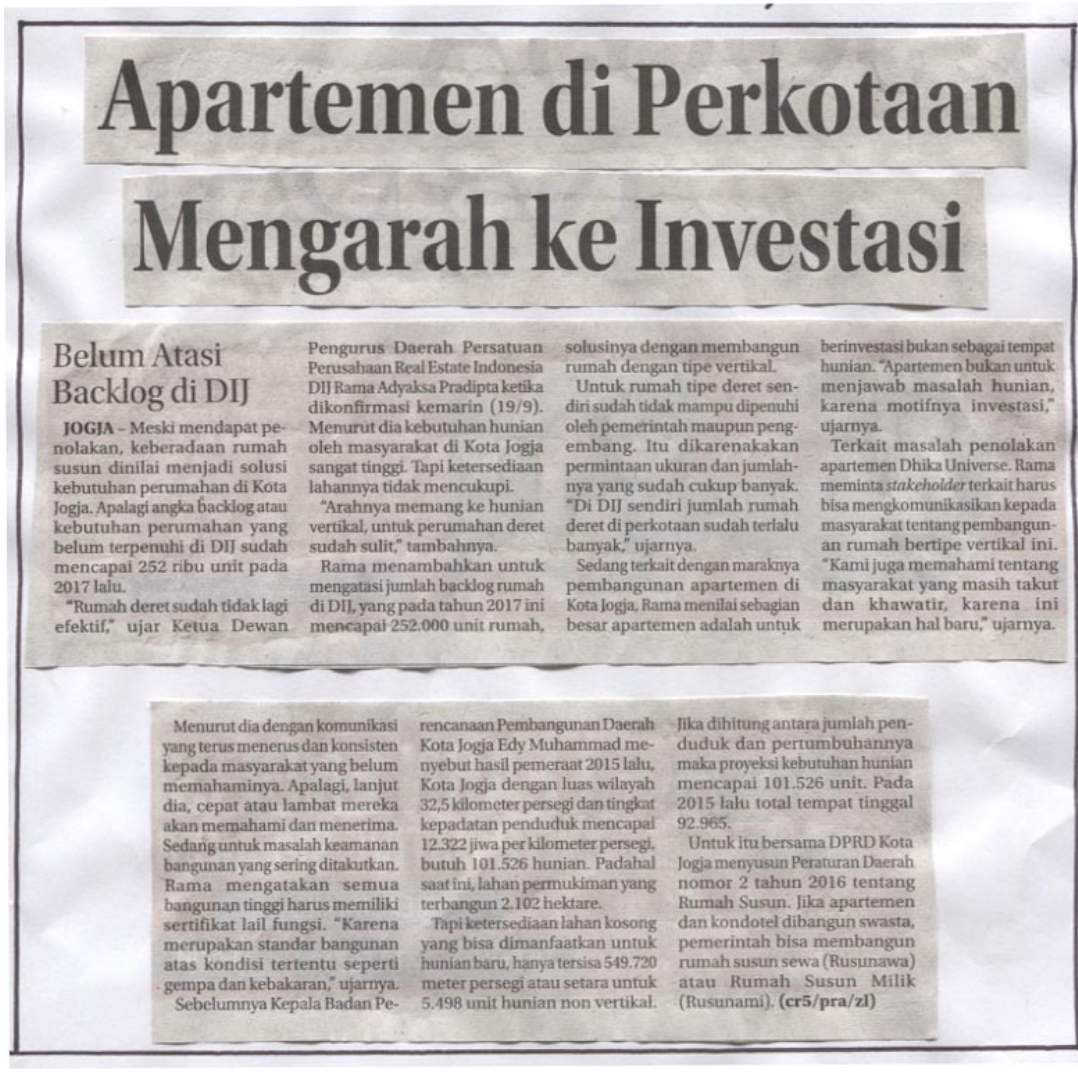 Apartemen di Perkotaan
Mengarah ke Investasi
Belum Atasi
Backlog di DIJ
JOGJA – Meski mendapat pe-
nolakan, keberadaan rumah
susun dinilai menjadi solusi
kebutuhan perumahan di Kota
Jogja. Apalagi angka backlog atau
kebutuhan perumahan yang
belum terpenuhi di DIJ sudah
mencapai 252 ribu unit pada
2017 lalu.
"Rumah deret sudah tidak lagi
efektif," ujar Ketua Dewan
Pengurus Daerah Persatuan
Perusahaan Real Estate Indonesia
DIJ Rama Adyaksa Pradipta ketika
dikonfirmasi kemarin (19/9).
Menurut dia kebutuhan hunian
oleh masyarakat di Kota Jogja
sangat tinggi. Tapi ketersediaan
lahannya tidak mencukupi.
"Arahnya memang ke hunian
vertikal, untuk perumahan deret
sudah sulit," tambahnya.
Rama menambahkan untuk
mengatasi jumlah backlog rumah
di DIJ, yang pada tahun 2017 ini
mencapai 252.000 unit rumah,
solusinya dengan membangun
rumah dengan tipe vertikal.
Untuk rumah tipe deret sen-
diri sudah tidak mampu dipenuhi
oleh pemerintah maupun peng-
embang. Itu dikarenakakan
permintaan ukuran dan jumlah-
nya yang sudah cukup banyak.
"Di DIJ sendiri jumlah rumah
deret di perkotaan sudah terlalu
banyak," ujarnya.
Sedang terkait dengan maraknya
pembangunan apartemen di
Kota Jogja, Rama menilai sebagian
besar apartemen adalah untuk
berinvestasi bukan sebagai tempat
hunian. "Apartemen bukan untuk
menjawab masalah hunian,
karena motifnya investasi,"
ujarnya.
Terkait masalah penolakan
apartemen Dhika Universe. Rama
meminta stakeholder terkait harus
bisa mengkomunikasikan kepada
masyarakat tentang pembangun-
an rumah bertipe vertikal ini.
"Kami juga memahami tentang
masyarakat yang masih takut
dan khawatir, karena ini
merupakan hal baru," ujarnya.
Menurut dia dengan komunikasi
yang terus menerus dan konsisten
kepada masyarakat yang belum
memahaminya. Apalagi, lanjut
dia, cepat atau lambat mereka
akan memahami dan menerima.
Sedang untuk masalah keamanan
bangunan yang sering ditakutkan.
Rama mengatakan semua
bangunan tinggi harus memiliki
sertifikat lail fungsi. "Karena
merupakan standar bangunan
atas kondisi tertentu seperti
gempa dan kebakaran," ujarnya.
Sebelumnya Kepala Badan Pe-
rencanaan Pembangunan Daerah
Kota Jogja Edy Muhammad me-
nyebut hasil pemeraat 2015 lalu,
Kota Jogja dengan luas wilayah
32,5 kilometer persegi dan tingkat
kepadatan penduduk mencapai
12.322 jiwa per kilometer persegi,
butuh 101.526 hunian. Padahal
saat ini, lahan permukiman yang
terbangun 2.102 hektare.
Tapi ketersediaan lahan kosong
yang bisa dimanfaatkan untuk
hunian baru, hanya tersisa 549.720
meter persegi atau setara untuk
5.498 unit hunian non vertikal.
Jika dihitung antara jumlah pen-
duduk dan pertumbuhannya
maka proyeksi kebutuhan hunian
mencapai 101.526 unit. Pada
2015 lalu total tempat tinggal
92.965.
Untuk itu bersama DPRD Kota
Jogja menyusun Peraturan Daerah
nomor 2 tahun 2016 tentang
Rumah Susun. Jika apartemen
dan kondotel dibangun swasta,
pemerintah bisa membangun
rumah susun sewa (Rusunawa)
atau Rumah Susun Milik
(Rusunami). (cr5/pra/zl)